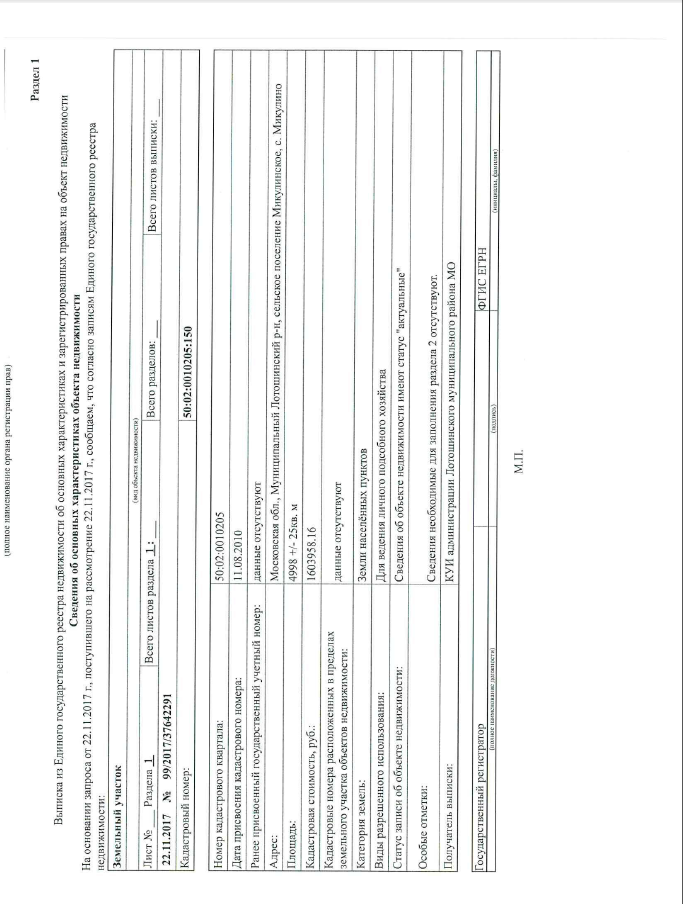 (полное наименование органа регистрации прав)
Раздел 1
Выписка из Единого государственного реестра недвижимости об основных характеристиках и зарегистрированных правах на объект недвижимости
Сведения об основных характеристиках объекта недвижимости
На основании запроса от 22.11.2017 г., поступившего на рассмотрение 22.11.2017 г., сообщаем, что согласно записям Единого государственного реестра
недвижимости:
Земельный участок
(вид объекта недвижимости)
Лист № ___ Раздела 1 Всего листов раздела 1: ___ Всего разделов: ___ Всего листов выписки: ___
22.11.2017 № 99/2017/37642291
Кадастровый номер: 50:02:0010205:150
Номер кадастрового квартала: 50:02:0010205
Дата присвоения кадастрового номера: 11.08.2010
Ранее присвоенный государственный учетный номер: данные отсутствуют
Адрес: Московская обл., Муниципальный Лотошинский р-н, сельское поселение Микулинское, с. Микулино
Площадь: 4998 +/- 25кв. м
Кадастровая стоимость, руб.: 1603958.16
Кадастровые номера расположенных в пределах
земельного участка объектов недвижимости: данные отсутствуют
Категория земель: Земли населённых пунктов
Виды разрешенного использования: Для ведения личного подсобного хозяйства
Статус записи об объекте недвижимости: Сведения об объекте недвижимости имеют статус "актуальные"
Особые отметки: Сведения необходимые для заполнения раздела 2 отсутствуют.
Получатель выписки: КУИ администрации Лотошинского муниципального района МО
Государственный регистратор ФГИС ЕГРН
(полное наименование должности) (подпись) (инициалы, фамилия)
М.П.